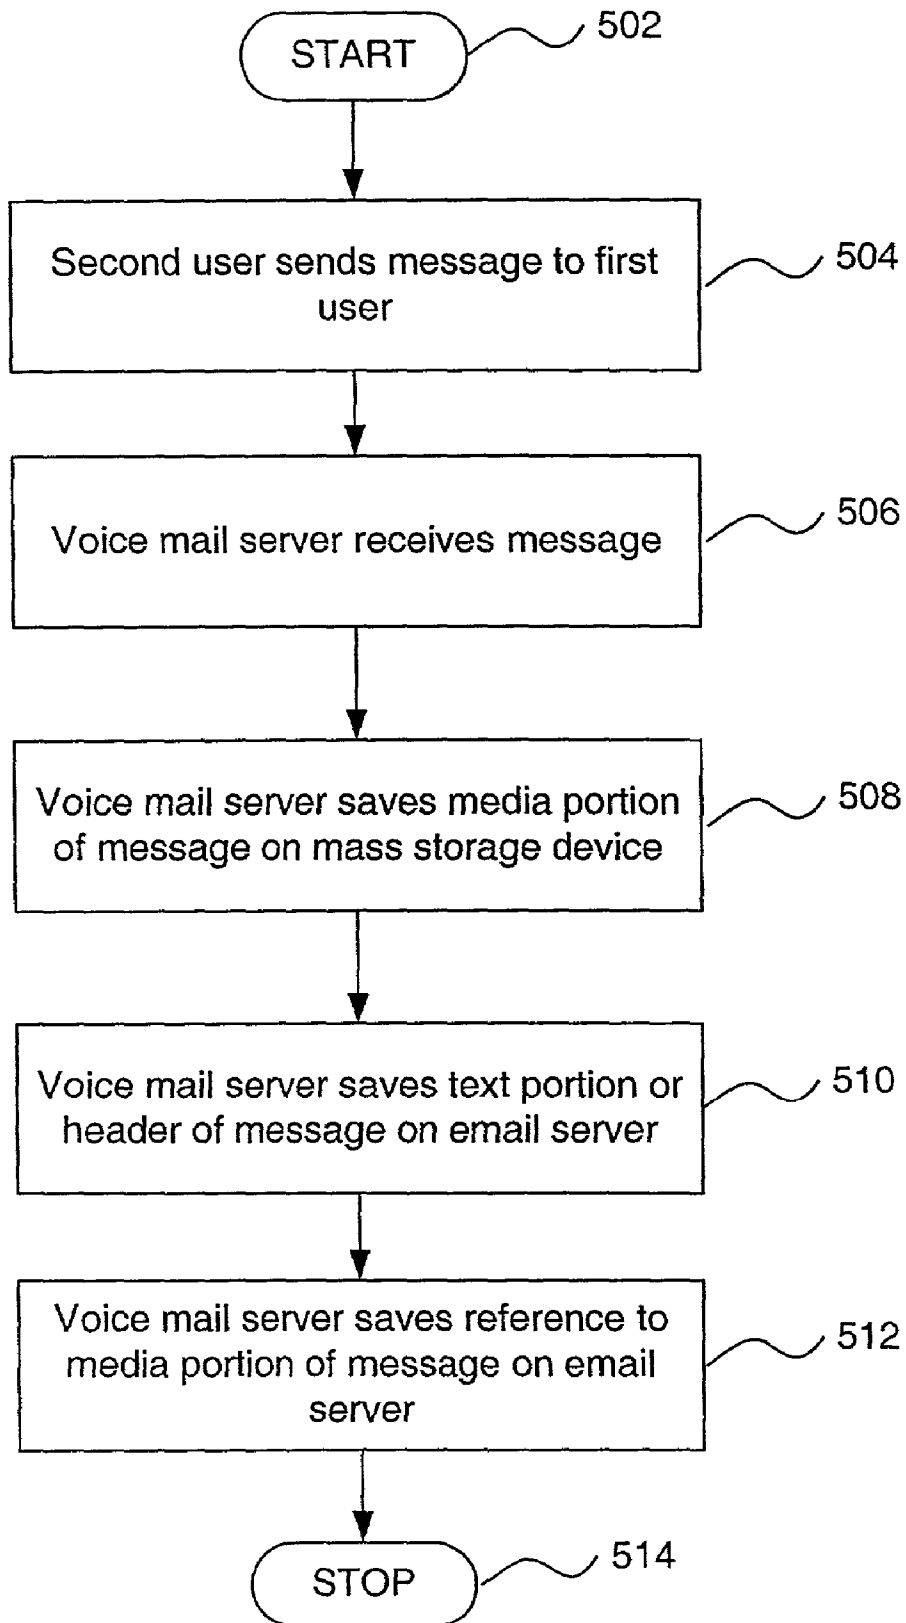 START
502
Second user sends message to first
user
504
Voice mail server receives message
506
Voice mail server saves media portion
of message on mass storage device
508
Voice mail server saves text portion or
header of message on email server
510
Voice mail server saves reference to
media portion of message on email
server
512
STOP
514